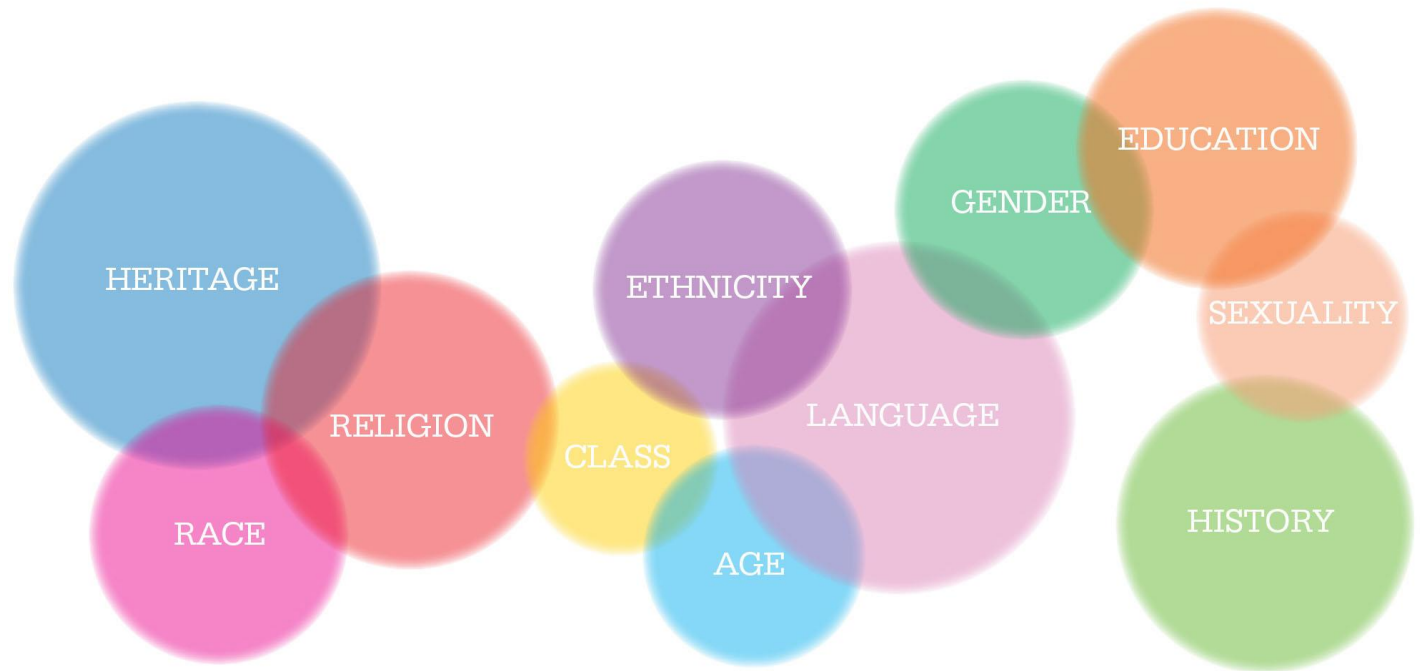 HERITAGE
RELIGION
RACE
ETHNICITY
CLASS
AGE
LANGUAGE
GENDER
EDUCATION
SEXUALITY
HISTORY